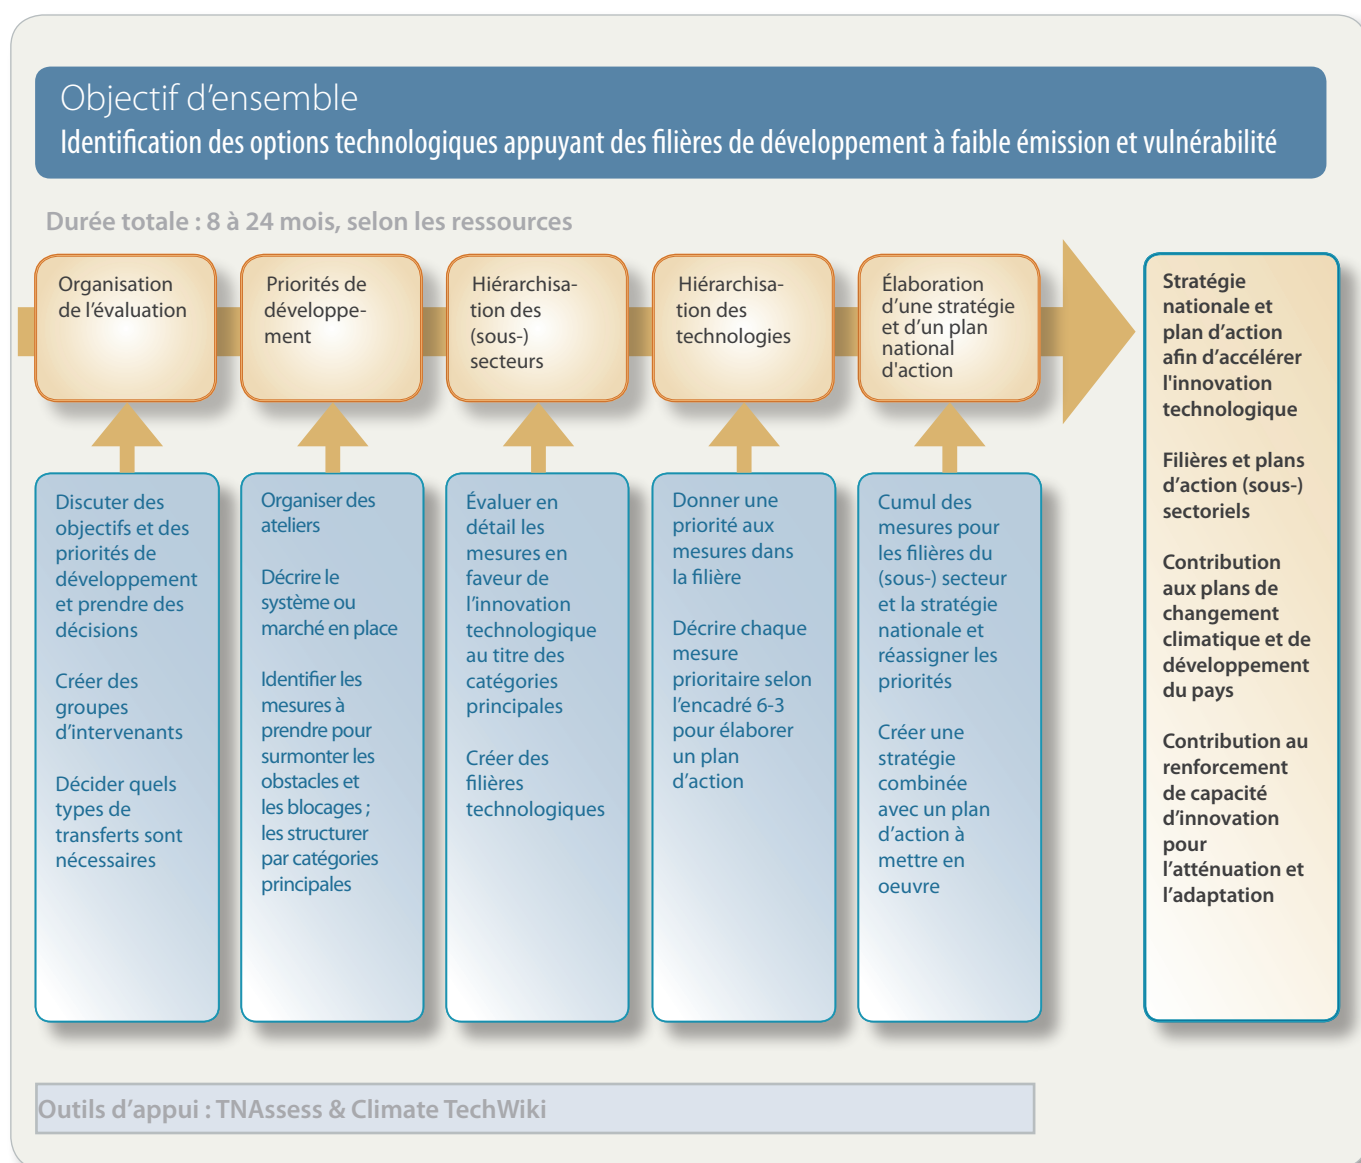 Objectif d'ensemble
Identification des options technologiques appuyant des filières de développement à faible émission et vulnérabilité
Durée totale : 8 à 24 mois, selon les ressources
Organisation
de l'évaluation
Priorités de
développe-
ment
Hiérarchisa-
tion des
(sous-)
secteurs
Hiérarchisa-
tion des
technologies
Élaboration
d'une stratégie
et d'un plan
national
d'action
Discuter des
objectifs et des
priorités de
développement
et prendre des
décisions
Créer des
groupes
d'intervenants
Décider quels
types de
transferts sont
nécessaires
Organiser des
ateliers
Décrire le
système ou
marché en place
Identifier les
mesures à
prendre pour
surmonter les
obstacles et
les blocages ;
les structurer
par catégories
principales
Évaluer en
détail les
mesures en
faveur de
l'innovation
technologique
au titre des
catégories
principales
Créer des
filières
technologiques
Donner une
priorité aux
mesures dans
la filière
Décrire chaque
mesure
prioritaire selon
l'encadré 6-3
pour élaborer
un plan
d'action
Cumul des
mesures pour
les filières du
(sous-) secteur
et la stratégie
nationale et
réassigner les
priorités
Créer une
stratégie
combinée
avec un plan
d'action à
mettre en
oeuvre
Stratégie
nationale et
plan d'action
afin d'accélérer
l'innovation
technologique
Filières et plans
d'action (sous-)
sectoriels
Contribution
aux plans de
changement
climatique et de
développement
du pays
Contribution au
renforcement
de capacité
d'innovation
pour
l'atténuation et
l'adaptation
Outils d'appui : TNAssess & Climate TechWiki